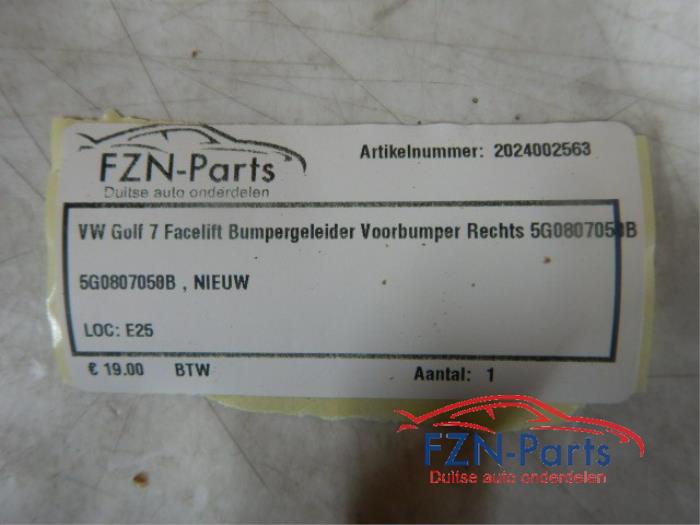 FZN-Parts
Duitse auto onderdelen
Artikelnummer: 2024002563
VW Golf 7 Facelift Bumpergeleider Voorbumper Rechts 5G0807050B
5G0807050B , NIEUW
LOC: E25
€ 19.00 BTW Aantal: 1
FZN-Parts
Duitse auto onderdelen